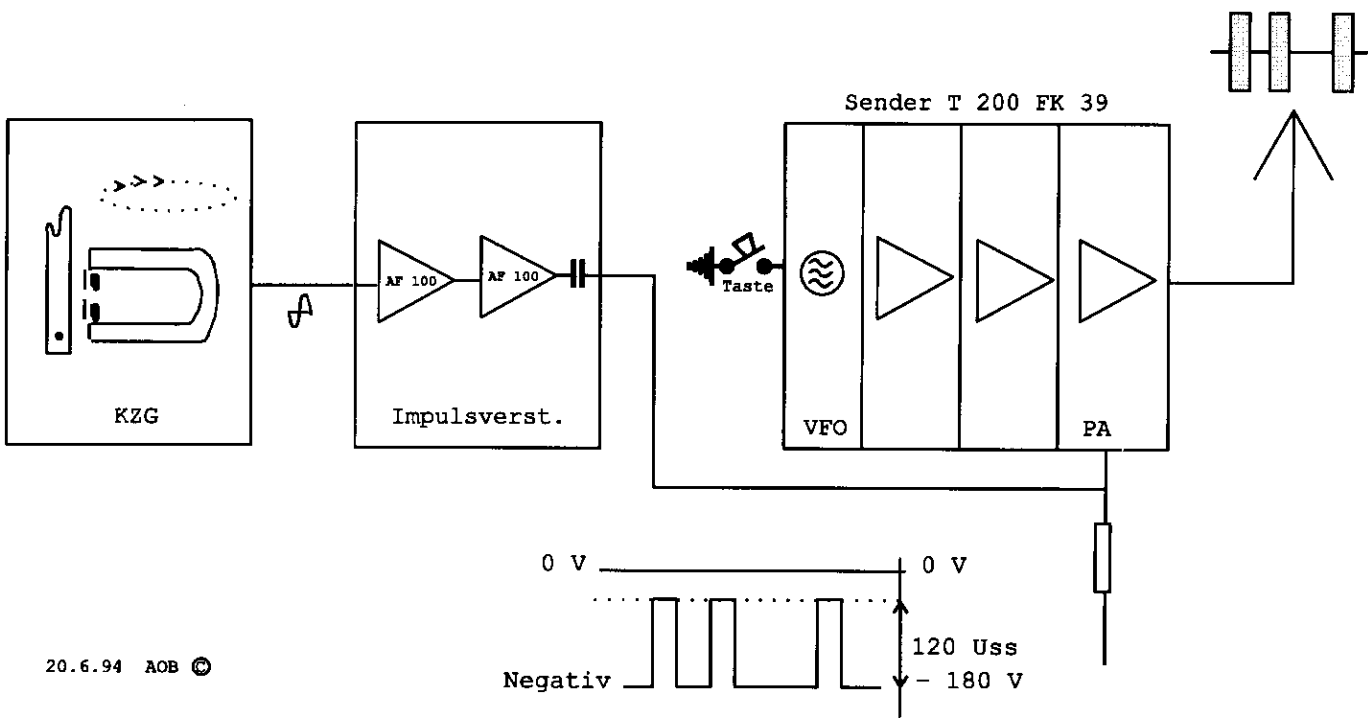 Sender T 200 FK 39
AF 100
AF 100
Taste
KZG
Impulsverst.
VFO
PA
0 V
0 V
120 Uss
Negativ
- 180 V
20.6.94 AOB ©